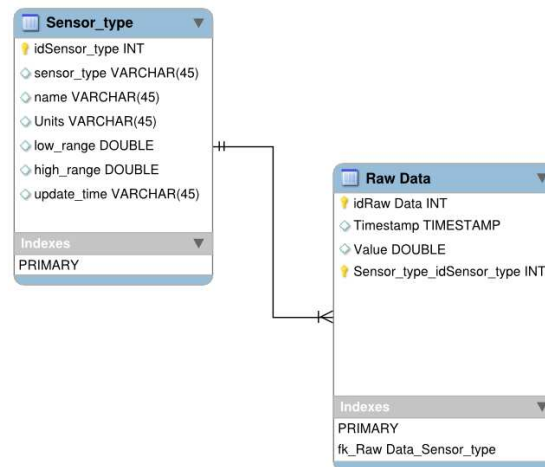 Sensor_type
idSensor_type INT
sensor_type VARCHAR(45)
name VARCHAR(45)
Units VARCHAR(45)
low_range DOUBLE
high_range DOUBLE
update_time VARCHAR(45)
Indexes
PRIMARY
Raw Data
idRaw Data INT
Timestamp TIMESTAMP
Value DOUBLE
Sensor_type_idSensor_type INT
Indexes
PRIMARY
fk_Raw Data_Sensor_type